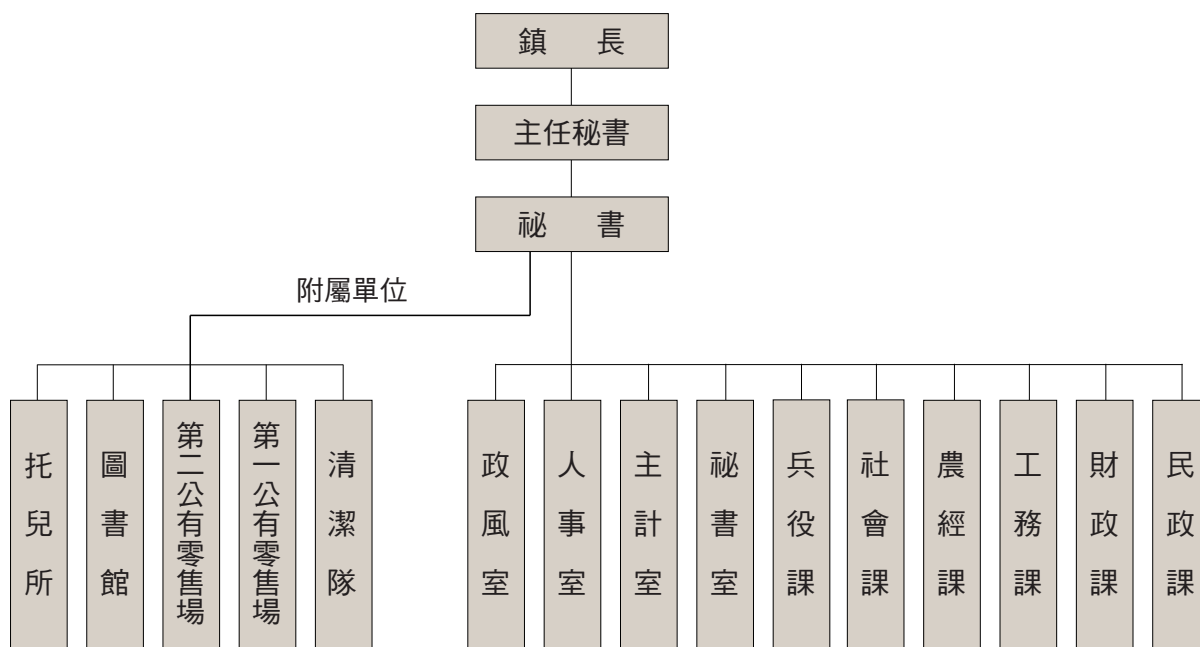 鎮長
主任秘書
祕書
附屬單位
托兒所
圖書館
第二公有零售場
第一公有零售場
清潔隊
政風室
人事室
主計室
祕書室
兵役課
社會課
農經課
工務課
財政課
民政課